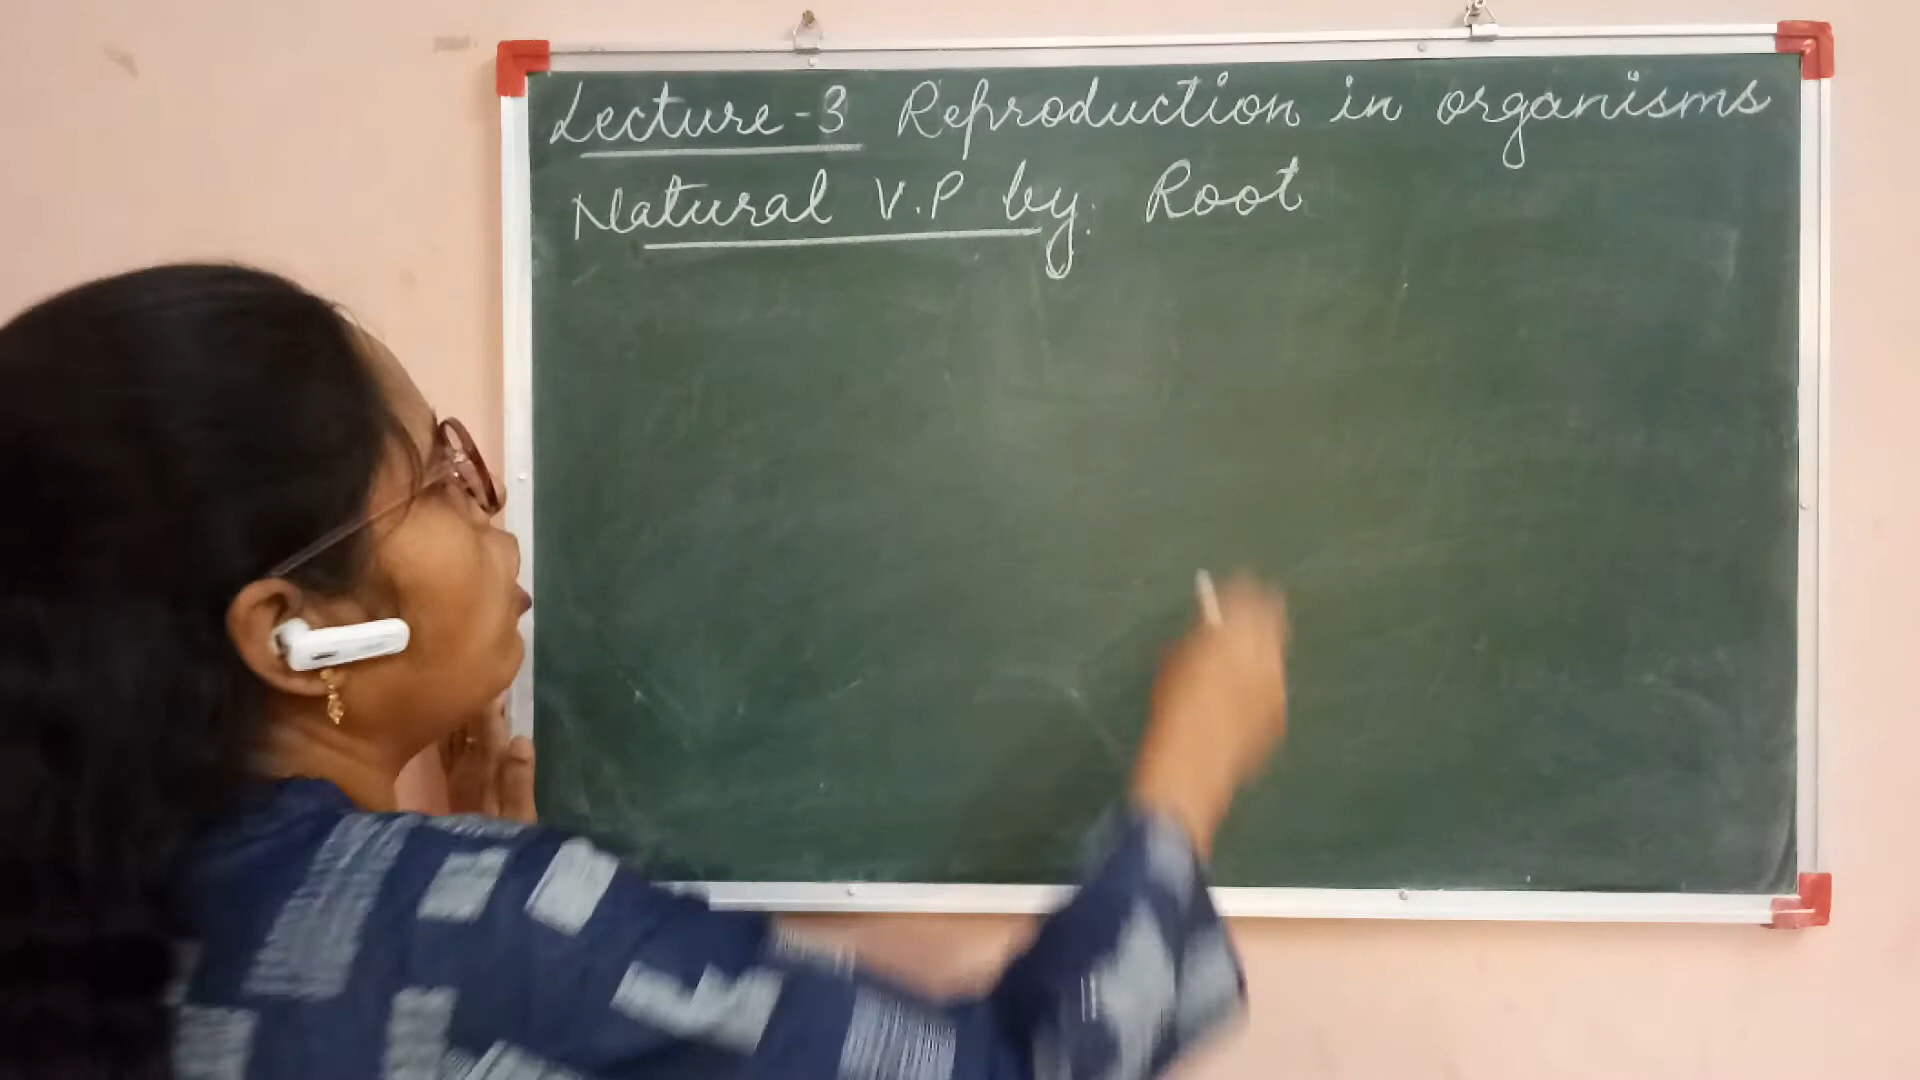 Lecture-3 Reproduction in organisms
Natural V.P by. Root